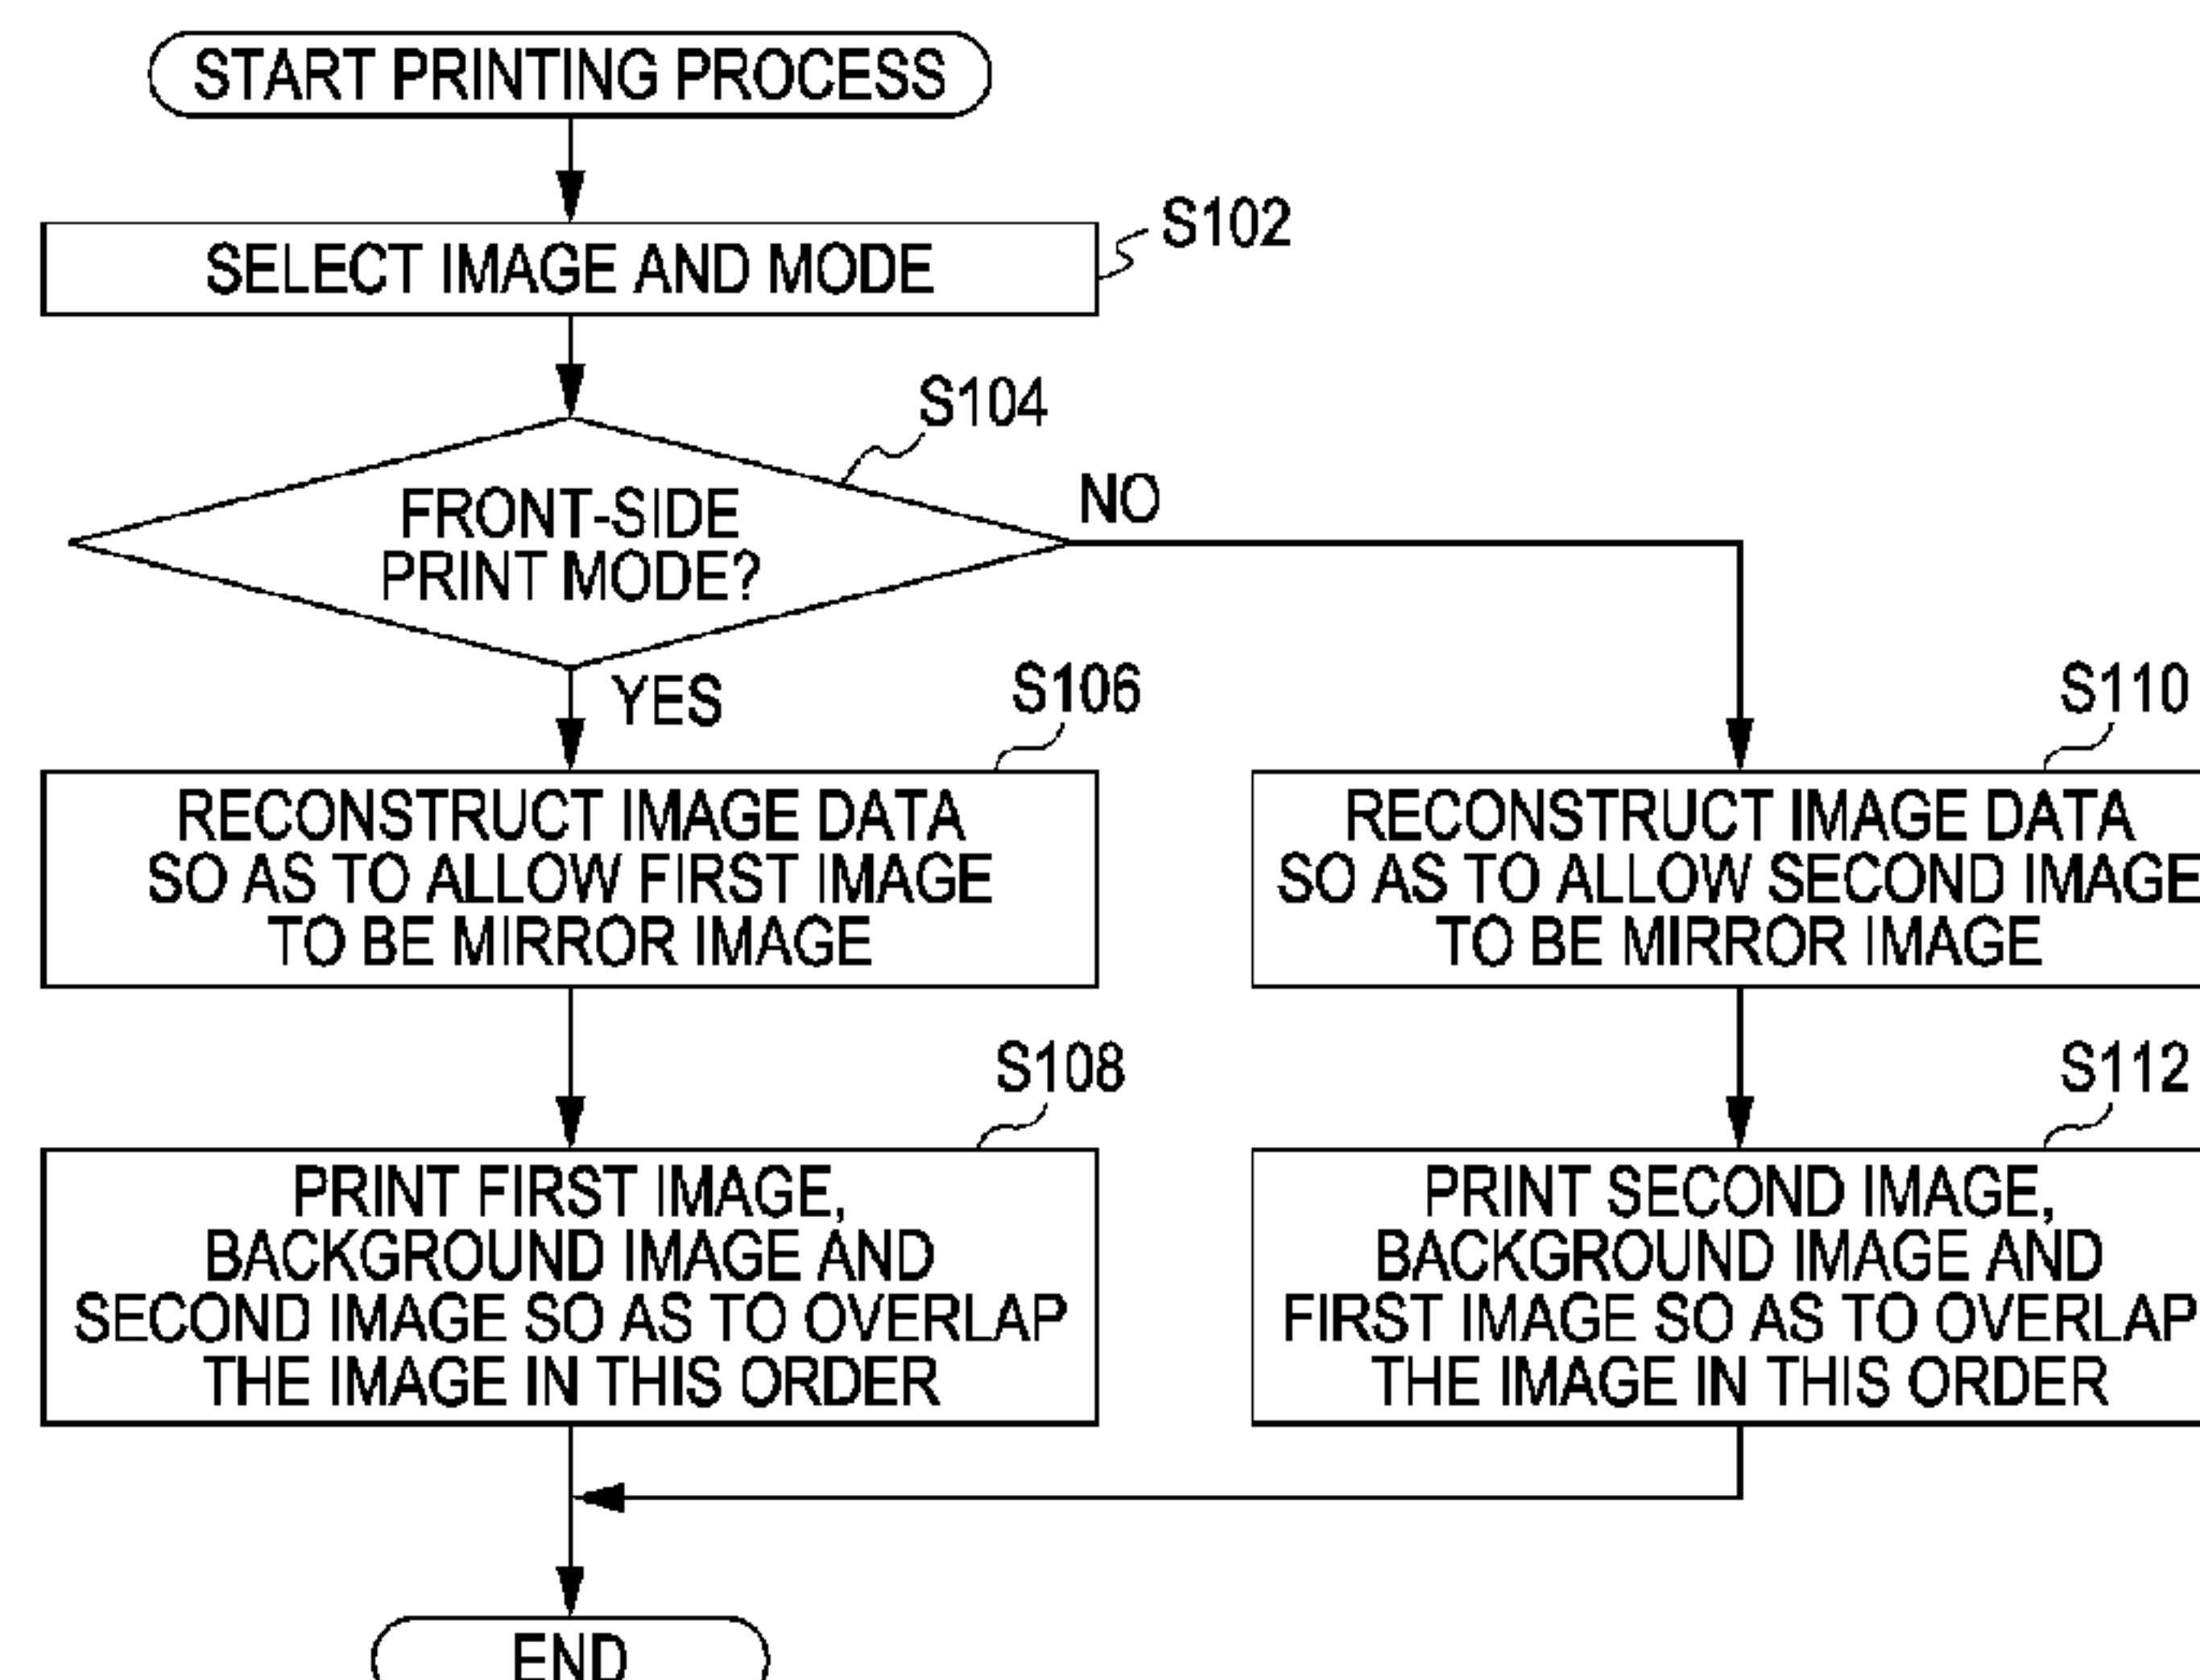 START PRINTING PROCESS
S102
SELECT IMAGE AND MODE
S104
FRONT-SIDE
PRINT MODE?
NO
YES
S106
RECONSTRUCT IMAGE DATA
SO AS TO ALLOW FIRST IMAGE
TO BE MIRROR IMAGE
S110
RECONSTRUCT IMAGE DATA
SO AS TO ALLOW SECOND IMAGE
TO BE MIRROR IMAGE
S108
PRINT FIRST IMAGE,
BACKGROUND IMAGE AND
SECOND IMAGE SO AS TO OVERLAP
THE IMAGE IN THIS ORDER
S112
PRINT SECOND IMAGE,
BACKGROUND IMAGE AND
FIRST IMAGE SO AS TO OVERLAP
THE IMAGE IN THIS ORDER
END